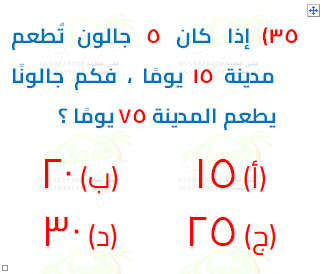 ٣٥) إذا كان ٥ جالون تُطعم
مدينة ١٥ يومًا ، فكم جالونًا
يطعم المدينة ٧٥ يومًا ؟
(أ) ١٥ (ب) ٢٠
(ج) ٢٥ (د) ٣٠